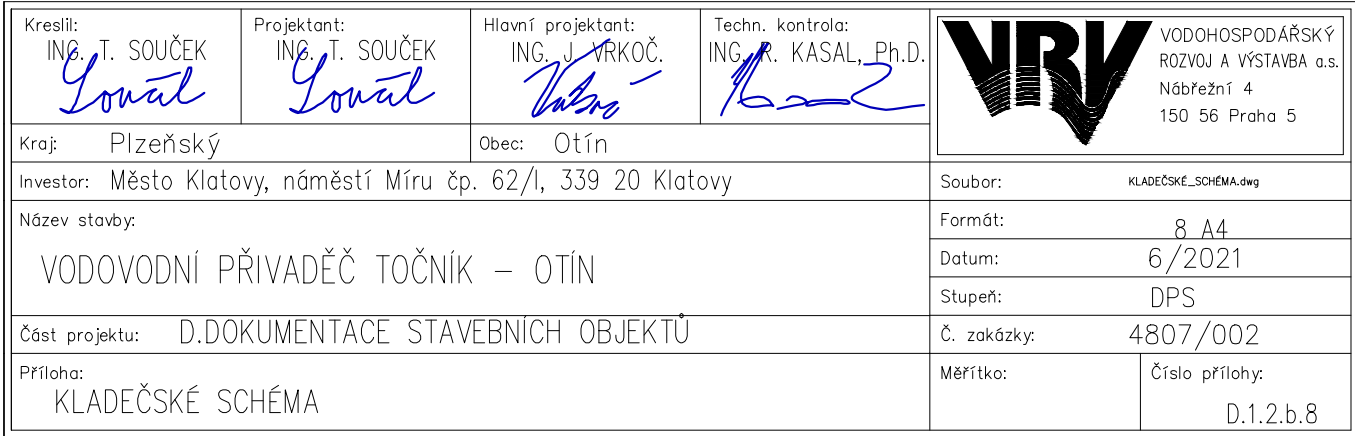 Kreslil:
ING. T. SOUČEK
Souček
Projektant:
ING. T. SOUČEK
Souček
Hlavní projektant:
ING. J. VRKOČ.
Techn. kontrola:
ING. R. KASAL, Ph.D.
VRV
VODOHOSPODÁŘSKÝ
ROZVOJ A VÝSTAVBA a.s.
Nábřežní 4
150 56 Praha 5
Kraj: Plzeňský
Obec: Otín
Investor: Město Klatovy, náměstí Míru čp. 62/I, 339 20 Klatovy
Soubor: KLADEČSKÉ_SCHÉMA.dwg
Název stavby:
VODOVODNÍ PŘIVADĚČ TOČNÍK – OTÍN
Formát: 8 A4
Datum: 6/2021
Stupeň: DPS
Část projektu: D.DOKUMENTACE STAVEBNÍCH OBJEKTŮ
Č. zakázky: 4807/002
Příloha:
KLADEČSKÉ SCHÉMA
Měřítko:
Číslo přílohy:
D.1.2.b.8